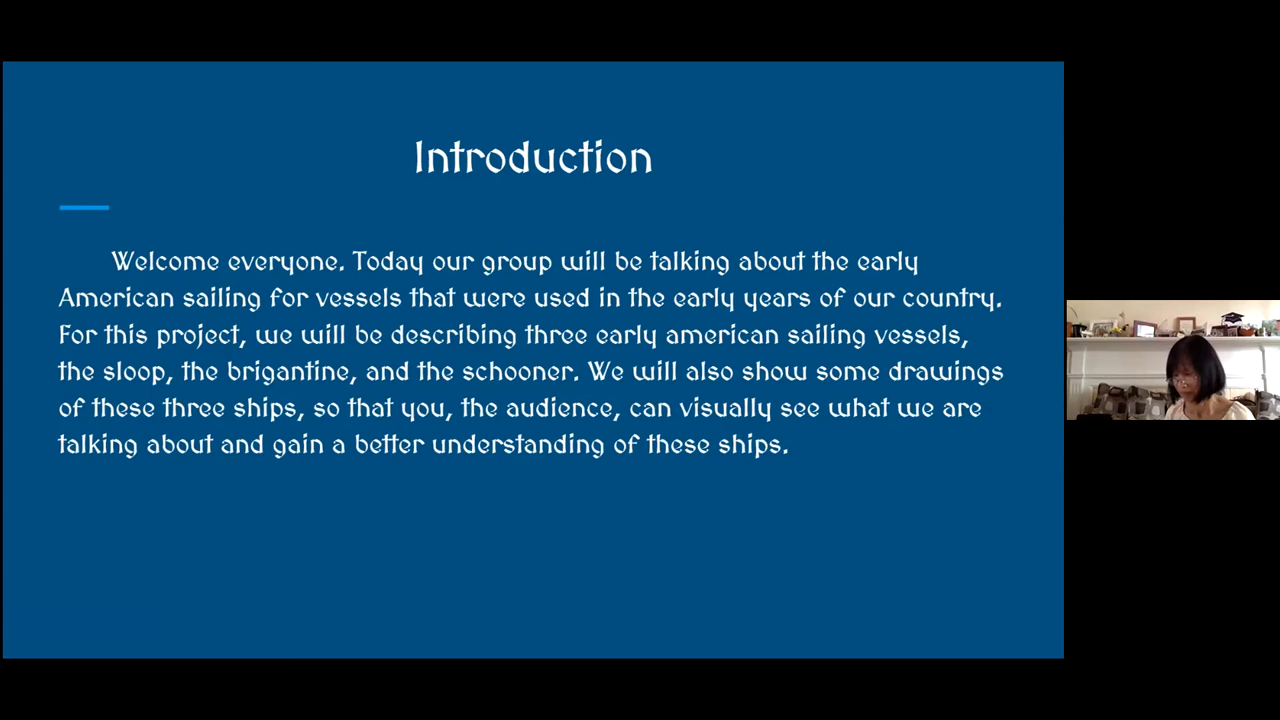 Introduction
Welcome everyone. Today our group will be talking about the early
American sailing for vessels that were used in the early years of our country.
For this project, we will be describing three early american sailing vessels,
the sloop, the brigantine, and the schooner. We will also show some drawings
of these three ships, so that you, the audience, can visually see what we are
talking about and gain a better understanding of these ships.